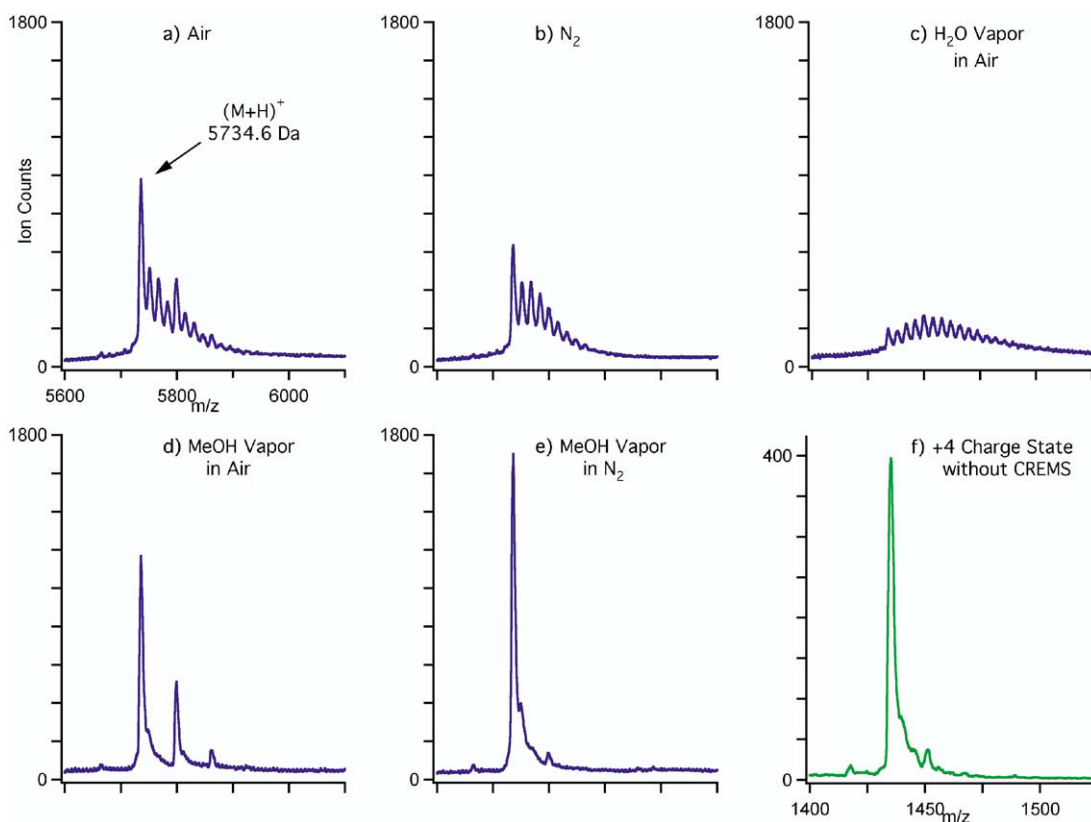 1800
a) Air
(M+H)+
5734.6 Da
Ion Counts
0
5600
5800
6000
m/z
1800
b) N2
0
1800
c) H2O Vapor
in Air
0
1800
d) MeOH Vapor
in Air
0
1800
e) MeOH Vapor
in N2
0
400
f) +4 Charge State
without CREMS
0
1400
1450
m/z
1500